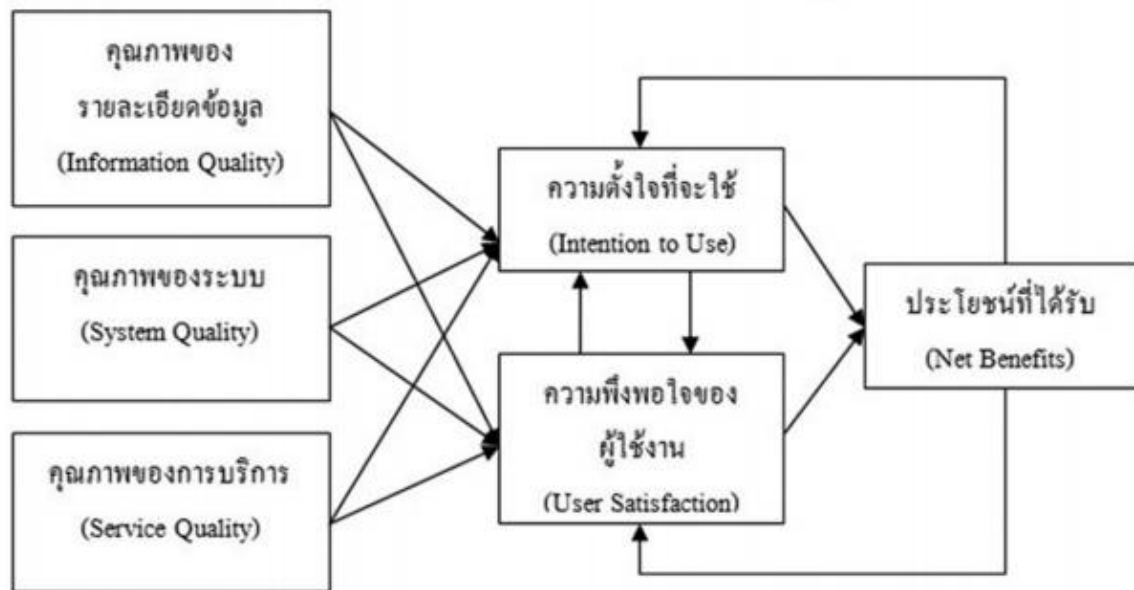 คุณภาพของ
รายละเอียดข้อมูล
(Information Quality)
คุณภาพของระบบ
(System Quality)
คุณภาพของการบริการ
(Service Quality)
ความตั้งใจที่จะใช้
(Intention to Use)
ความพึงพอใจของ
ผู้ใช้งาน
(User Satisfaction)
ประโยชน์ที่ได้รับ
(Net Benefits)